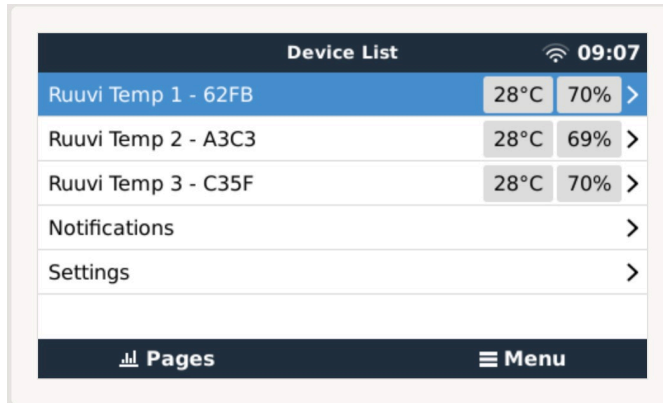 Device List 09:07
Ruuvi Temp 1 - 62FB 28°C 70%
Ruuvi Temp 2 - A3C3 28°C 69%
Ruuvi Temp 3 - C35F 28°C 70%
Notifications
Settings
Pages Menu